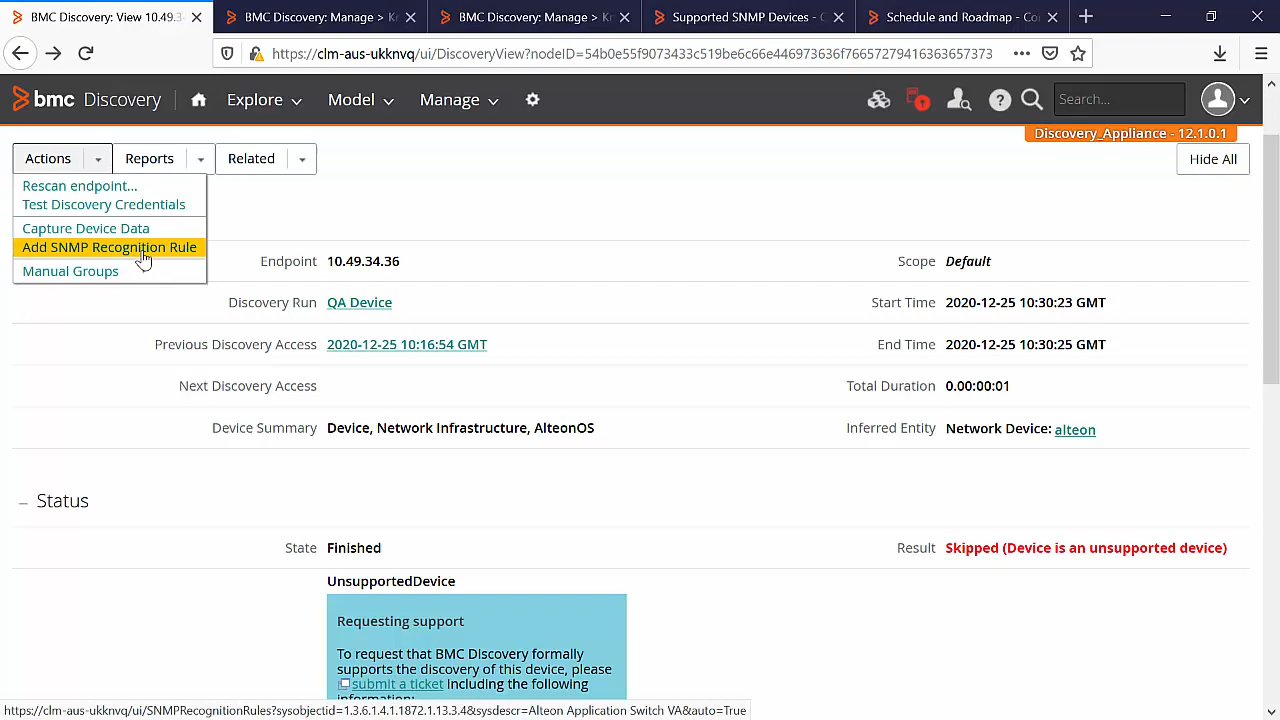 BMC Discovery: View 10.49.3
BMC Discovery: Manage > Kn
BMC Discovery: Manage > Kn
Supported SNMP Devices - C
Schedule and Roadmap - Con
https://clm-aus-ukknvq/ui/DiscoveryView?nodeID=54b0e55f9073433c519be6c66e446973636f76657279416363657373
bmc Discovery
Explore
Model
Manage
Search...
Discovery_Appliance - 12.1.0.1
Actions
Reports
Related
Hide All
Rescan endpoint...
Test Discovery Credentials
Capture Device Data
Add SNMP Recognition Rule
Manual Groups
Endpoint 10.49.34.36
Scope Default
Discovery Run QA Device
Start Time 2020-12-25 10:30:23 GMT
Previous Discovery Access 2020-12-25 10:16:54 GMT
End Time 2020-12-25 10:30:25 GMT
Next Discovery Access
Total Duration 0.00:00:01
Device Summary Device, Network Infrastructure, AlteonOS
Inferred Entity Network Device: alteon
Status
State Finished
Result Skipped (Device is an unsupported device)
UnsupportedDevice
Requesting support
To request that BMC Discovery formally
supports the discovery of this device, please
submit a ticket Including the following
information:
https://clm-aus-ukknvq/ui/SNMPRecognitionRules?sysobjectid=1.3.6.1.4.1.1872.1.13.3.4&sysdescr=Alteon Application Switch VA&auto=True